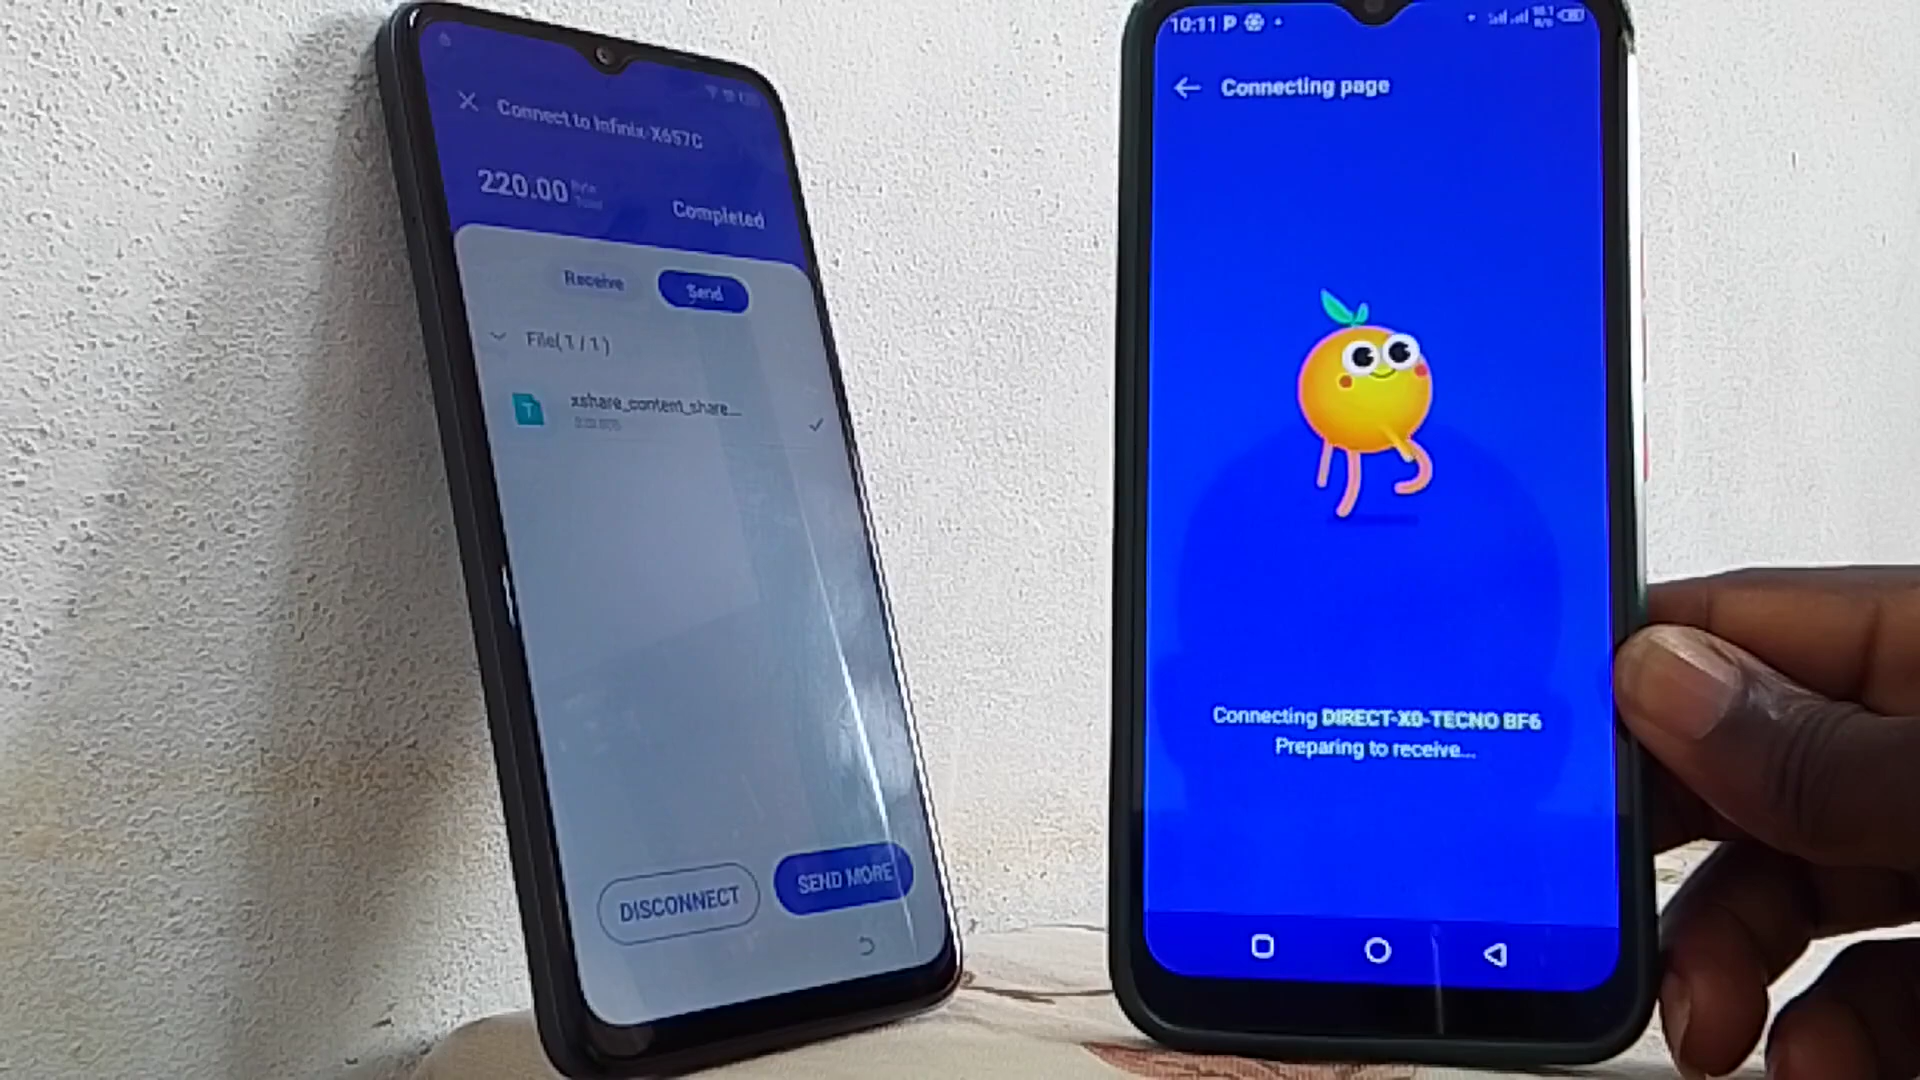 Connect to Infinix-X657C
220.00 Byte
Total
Completed
Receive
Send
File( 1 / 1 )
xshare_content_share...
DISCONNECT
SEND MORE
10:11 P
Connecting page
Connecting DIRECT-X0-TECNO BF6
Preparing to receive...